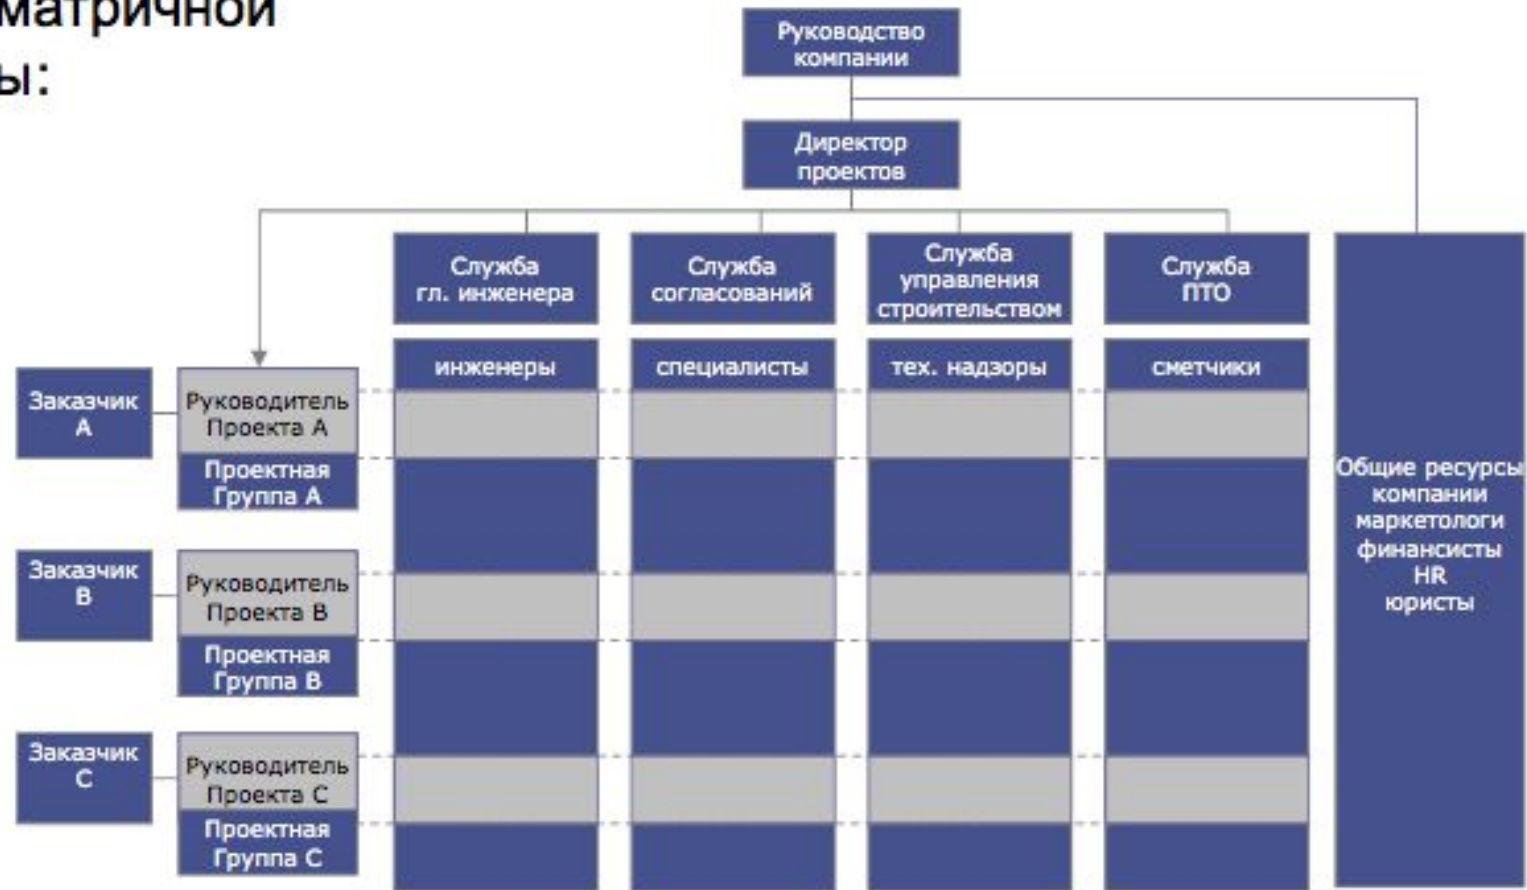 матричной
ы:
Руководство
компании
Директор
проектов
Служба
гл. инженера
Служба
согласований
Служба
управления
строительством
Служба
ПТО
инженеры
специалисты
тех. надзоры
сметчики
Заказчик
А
Руководитель
Проекта А
Проектная
Группа А
Заказчик
В
Руководитель
Проекта В
Проектная
Группа В
Заказчик
С
Руководитель
Проекта С
Проектная
Группа С
Общие ресурсы
компании
маркетологи
финансисты
HR
юристы